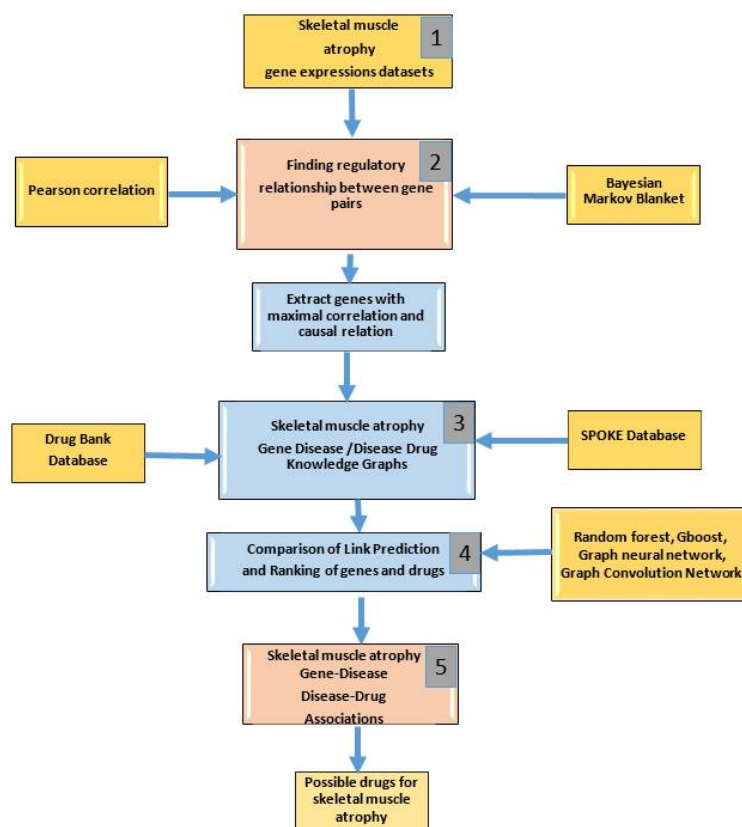 Skeletal muscle
atrophy
gene expressions datasets
1
Finding regulatory
relationship between gene
pairs
2
Pearson correlation
Bayesian
Markov Blanket
Extract genes with
maximal correlation and
causal relation
Skeletal muscle atrophy
Gene Disease /Disease Drug
Knowledge Graphs
3
Drug Bank
Database
SPOKE Database
Comparison of Link Prediction
and Ranking of genes and drugs
4
Random forest, Gboost,
Graph neural network,
Graph Convolution Network
Skeletal muscle atrophy
Gene-Disease
Disease-Drug
Associations
5
Possible drugs for
skeletal muscle
atrophy